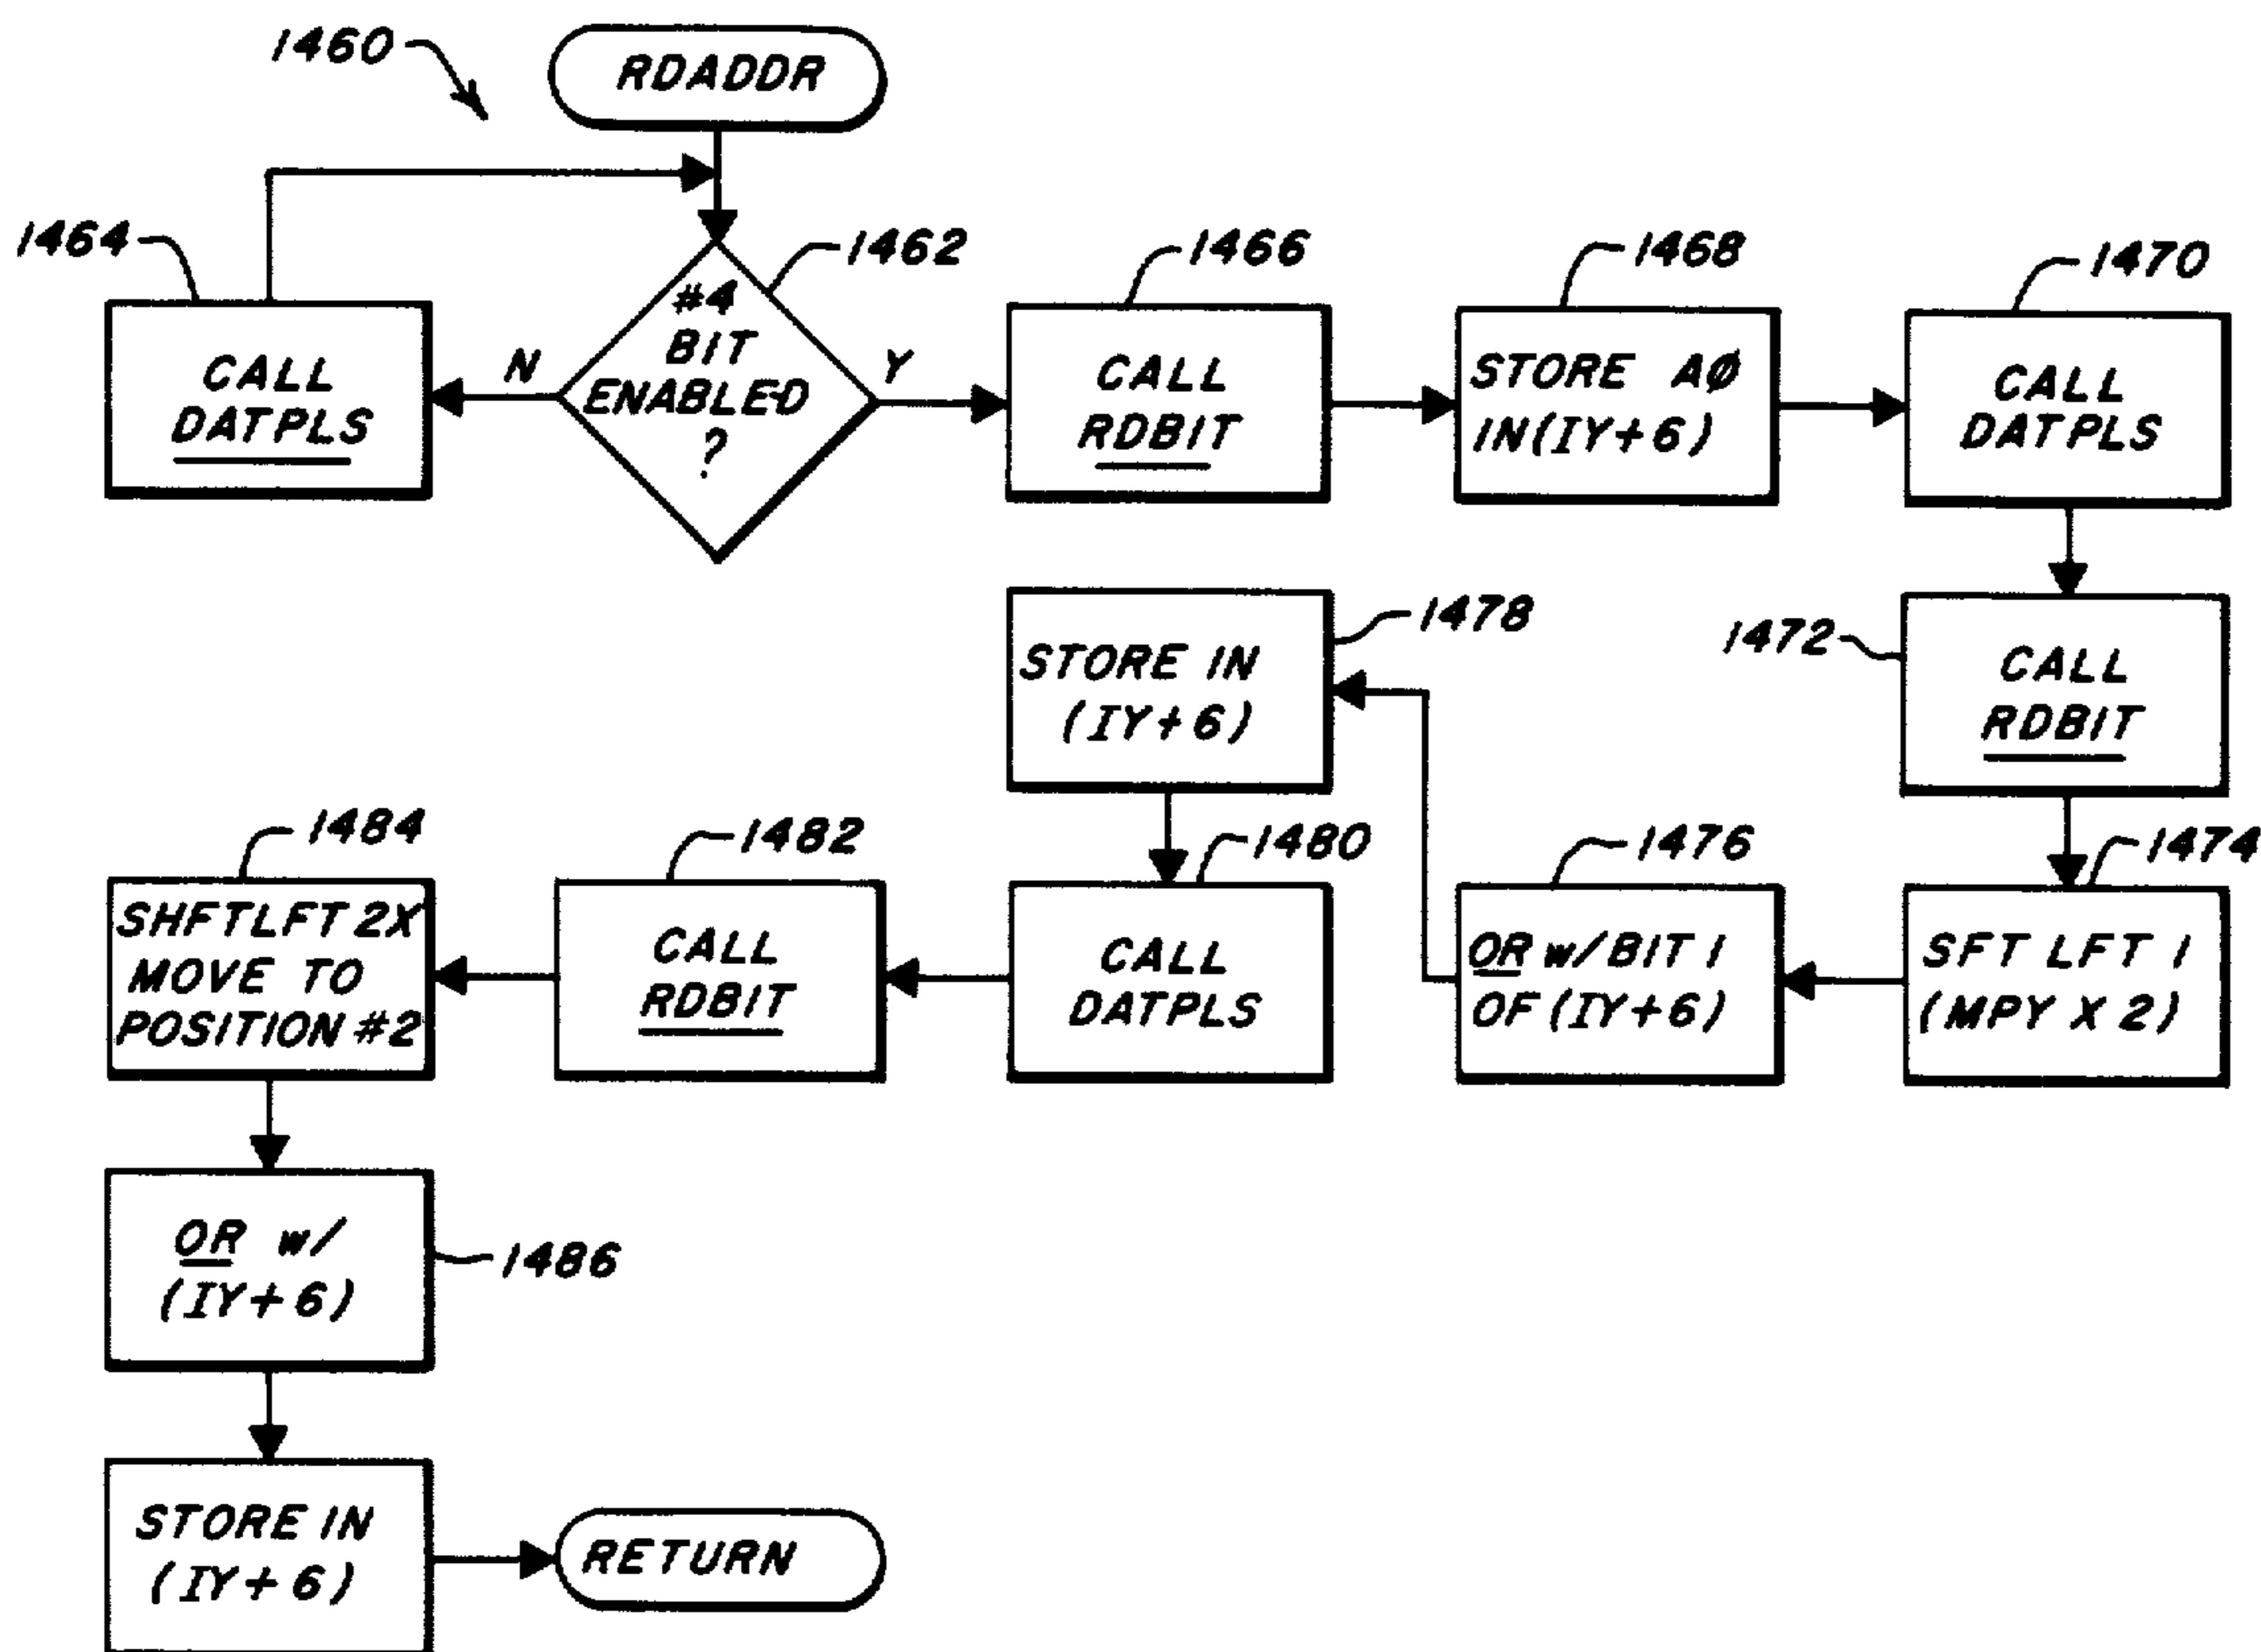 1460
RDADDR
1464
CALL
DATPLS
N
1462
#4
BIT
ENABLED
?
Y
1466
CALL
RDBIT
1468
STORE AØ
IN(IY+6)
1470
CALL
DATPLS
1472
CALL
RDBIT
1474
SFT LFT 1
(MPY X 2)
1476
OR w/BIT 1
OF (IY+6)
1478
STORE IN
(IY+6)
1480
CALL
DATPLS
1482
CALL
RDBIT
1484
SHFTLFT 2X
MOVE TO
POSITION #2
1486
OR w/
(IY+6)
STORE IN
(IY+6)
RETURN